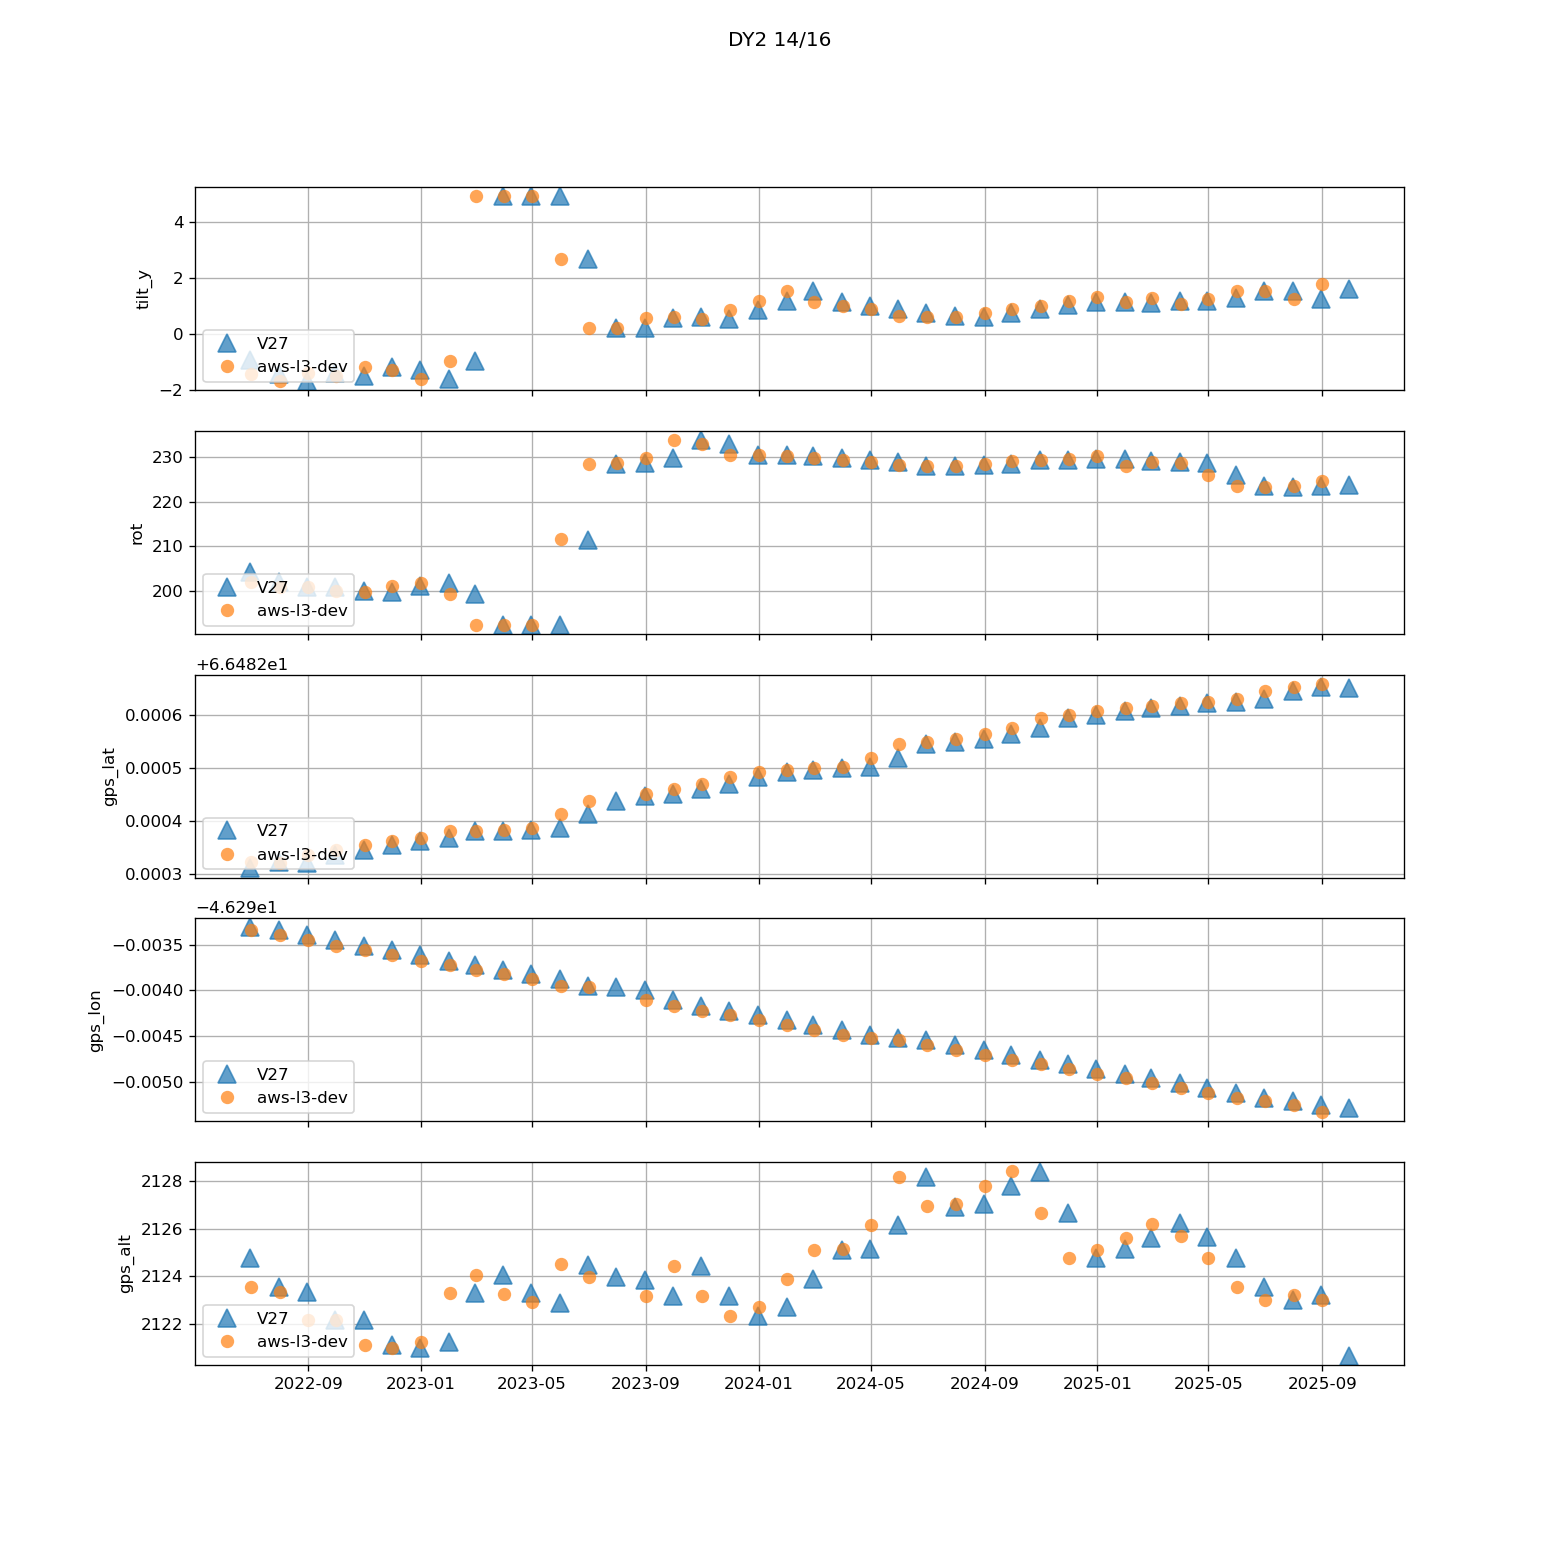 DY2 14/16
4
2
0
−2
tilt_y
V27
aws-l3-dev
230
220
210
200
rot
V27
aws-l3-dev
+6.6482e1
0.0006
0.0005
0.0004
0.0003
gps_lat
V27
aws-l3-dev
−4.629e1
−0.0035
−0.0040
−0.0045
−0.0050
gps_lon
V27
aws-l3-dev
2128
2126
2124
2122
gps_alt
V27
aws-l3-dev
2022-09 2023-01 2023-05 2023-09 2024-01 2024-05 2024-09 2025-01 2025-05 2025-09